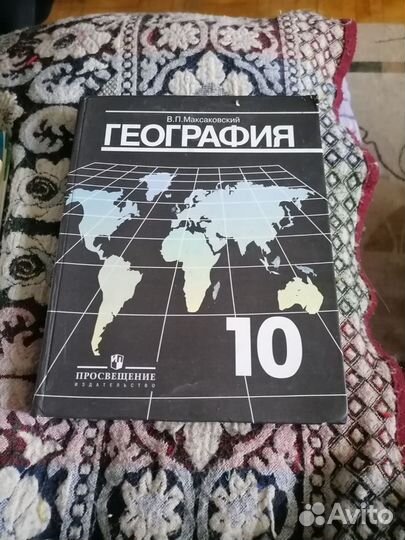 В.П.Максаковский
ГЕОГРАФИЯ
10
ПРОСВЕЩЕНИЕ
ИЗДАТЕЛЬСТВО
Avito